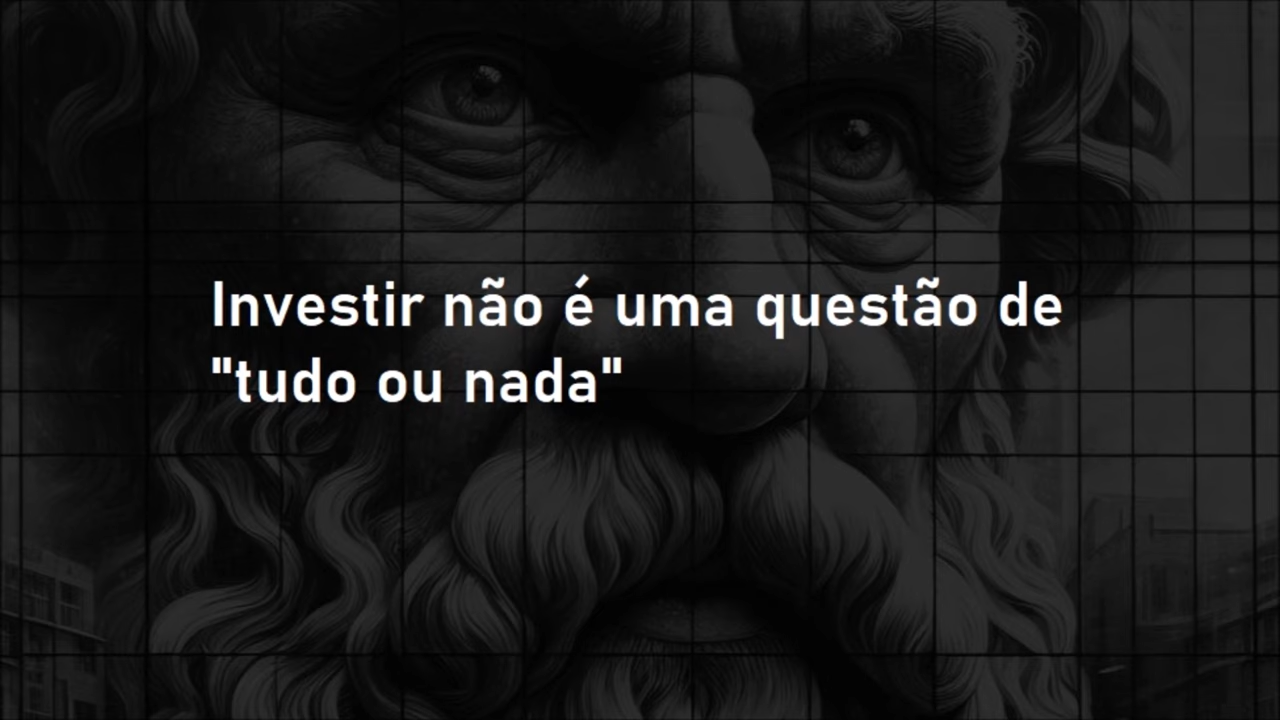 Investir não é uma questão de
"tudo ou nada"